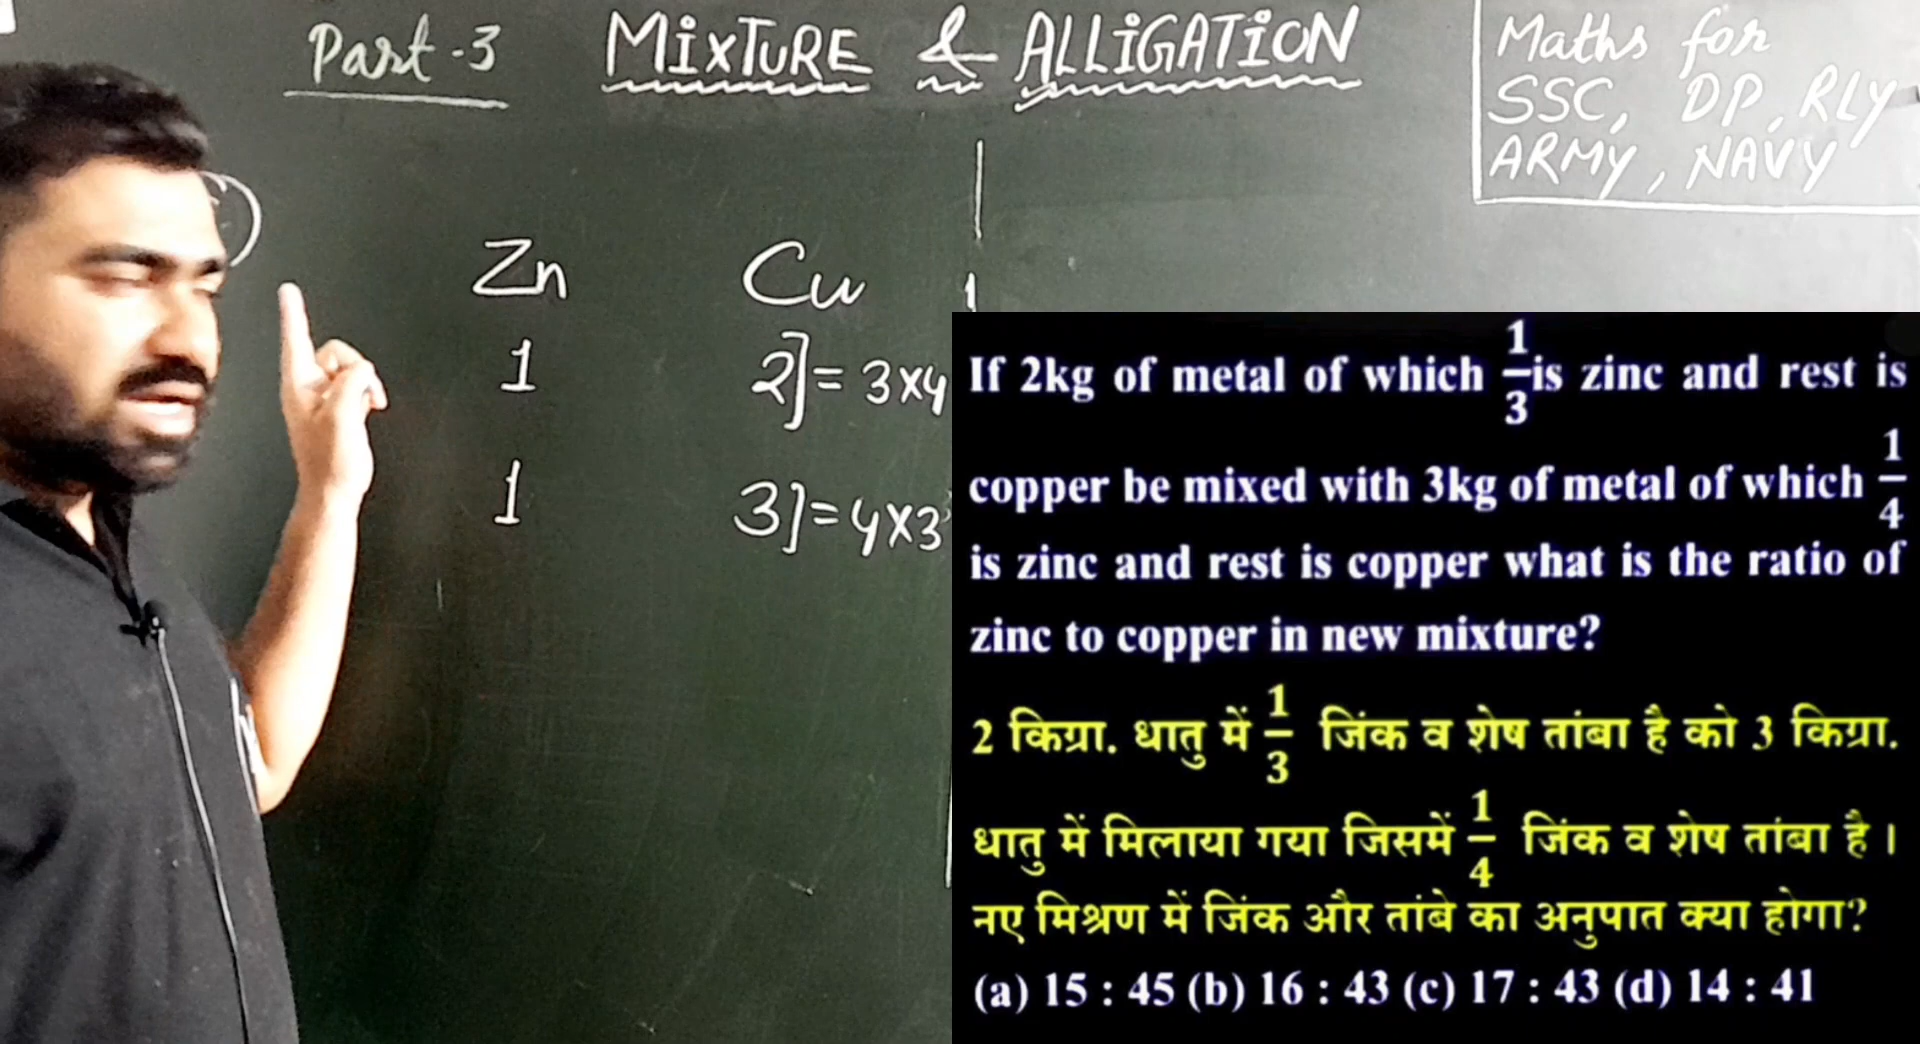 Part-3 MIXTURE & ALLIGATION
Maths for
SSC, DP, RLY
ARMY, NAVY
Zn Cu
1 2]= 3x4
1 3]=4x3
If 2kg of metal of which 1/3 is zinc and rest is
copper be mixed with 3kg of metal of which 1/4
is zinc and rest is copper what is the ratio of
zinc to copper in new mixture?
2 किग्रा. धातु में 1/3 जिंक व शेष तांबा है को 3 किग्रा.
धातु में मिलाया गया जिसमें 1/4 जिंक व शेष तांबा है।
नए मिश्रण में जिंक और तांबे का अनुपात क्या होगा?
(a) 15 : 45 (b) 16 : 43 (c) 17 : 43 (d) 14 : 41